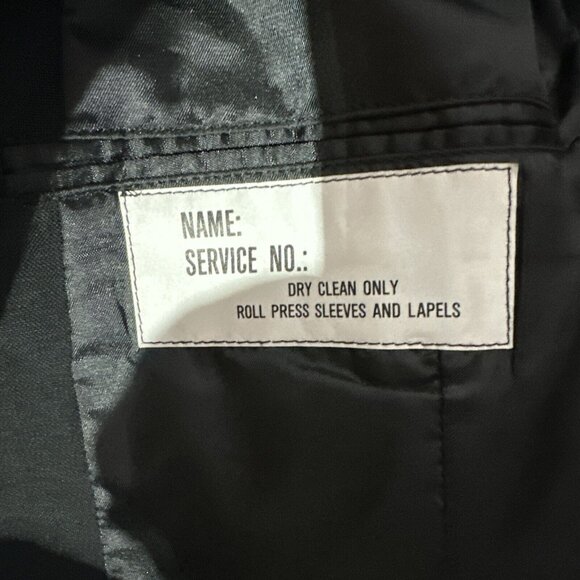 NAME:
SERVICE NO.:
DRY CLEAN ONLY
ROLL PRESS SLEEVES AND LAPELS